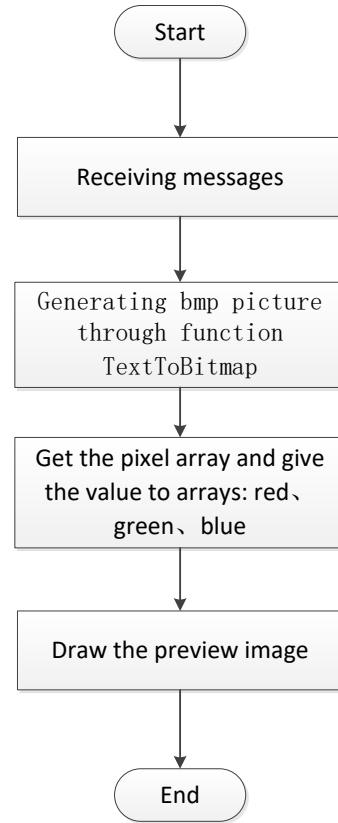 Start
Receiving messages
Generating bmp picture
through function
TextToBitmap
Get the pixel array and give
the value to arrays: red、
green、blue
Draw the preview image
End